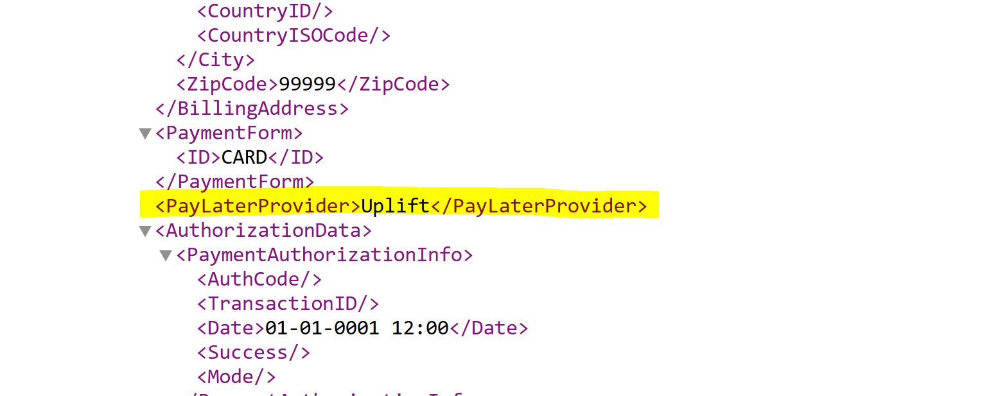 <CountryID/>
<CountryISOCode/>
</City>
<ZipCode>99999</ZipCode>
</BillingAddress>
<PaymentForm>
<ID>CARD</ID>
</PaymentForm>
<PayLaterProvider>Uplift</PayLaterProvider>
<AuthorizationData>
<PaymentAuthorizationInfo>
<AuthCode/>
<TransactionID/>
<Date>01-01-0001 12:00</Date>
<Success/>
<Mode/>